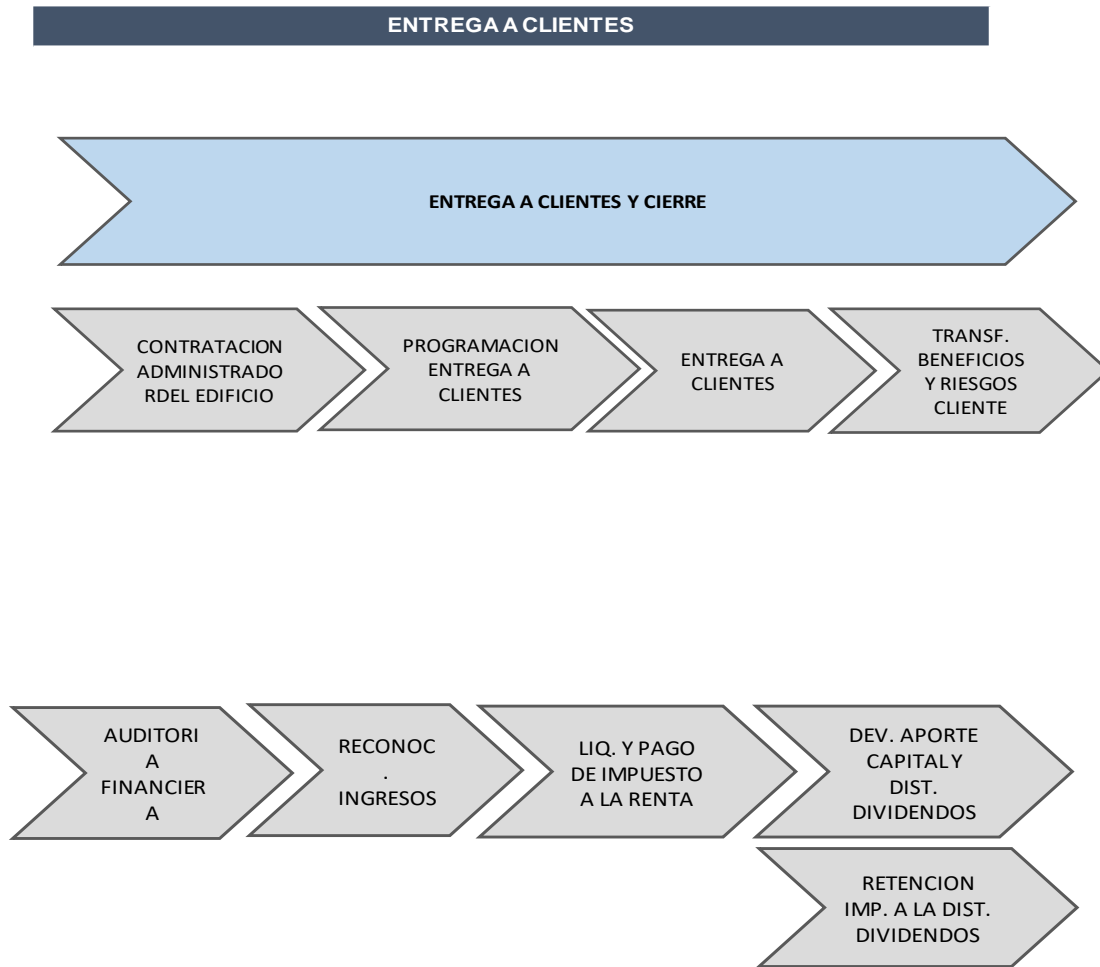 ENTREGA A CLIENTES
ENTREGA A CLIENTES Y CIERRE
CONTRATACION
ADMINISTRADO
RDEL EDIFICIO
PROGRAMACION
ENTREGA A
CLIENTES
ENTREGA A
CLIENTES
TRANSF.
BENEFICIOS
Y RIESGOS
CLIENTE
AUDITORI
A
FINANCIER
A
RECONOC
.
INGRESOS
LIQ. Y PAGO
DE IMPUESTO
A LA RENTA
DEV. APORTE
CAPITAL Y
DIST.
DIVIDENDOS
RETENCION
IMP. A LA DIST.
DIVIDENDOS